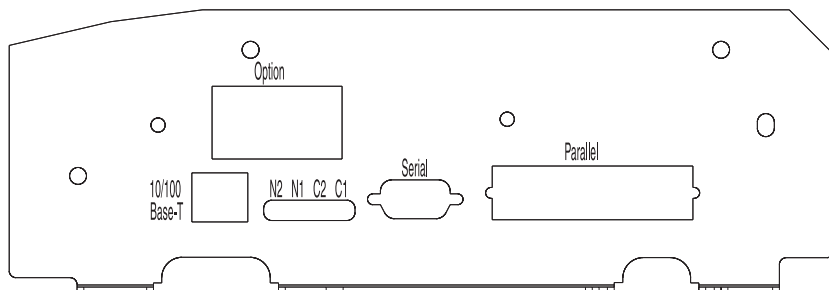 Option
Serial
Parallel
10/100
Base-T
N2 N1 C2 C1